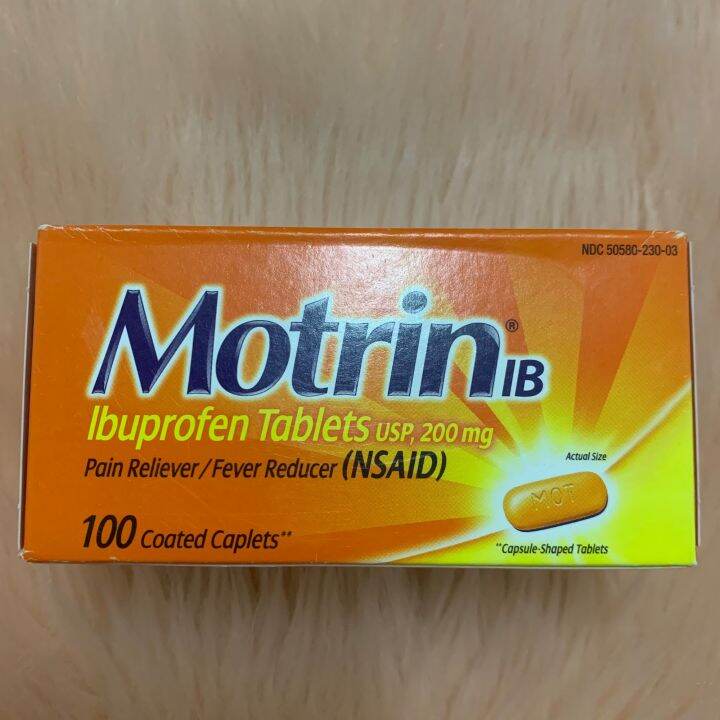 NDC 50580-230-03
Motrin® IB
Ibuprofen Tablets USP, 200 mg
Pain Reliever/Fever Reducer (NSAID)
Actual Size
MOT
100 Coated Caplets**
**Capsule-Shaped Tablets